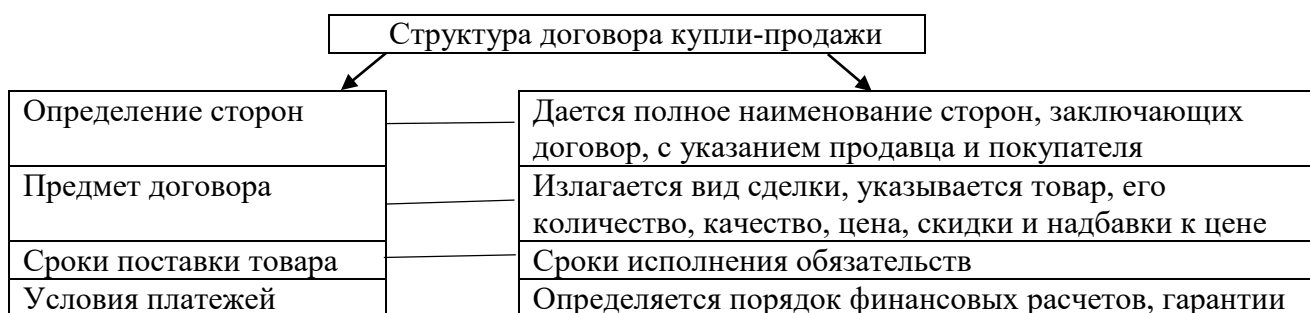 Структура договора купли-продажи
Определение сторон
Дается полное наименование сторон, заключающих
договор, с указанием продавца и покупателя
Предмет договора
Излагается вид сделки, указывается товар, его
количество, качество, цена, скидки и надбавки к цене
Сроки поставки товара
Сроки исполнения обязательств
Условия платежей
Определяется порядок финансовых расчетов, гарантии